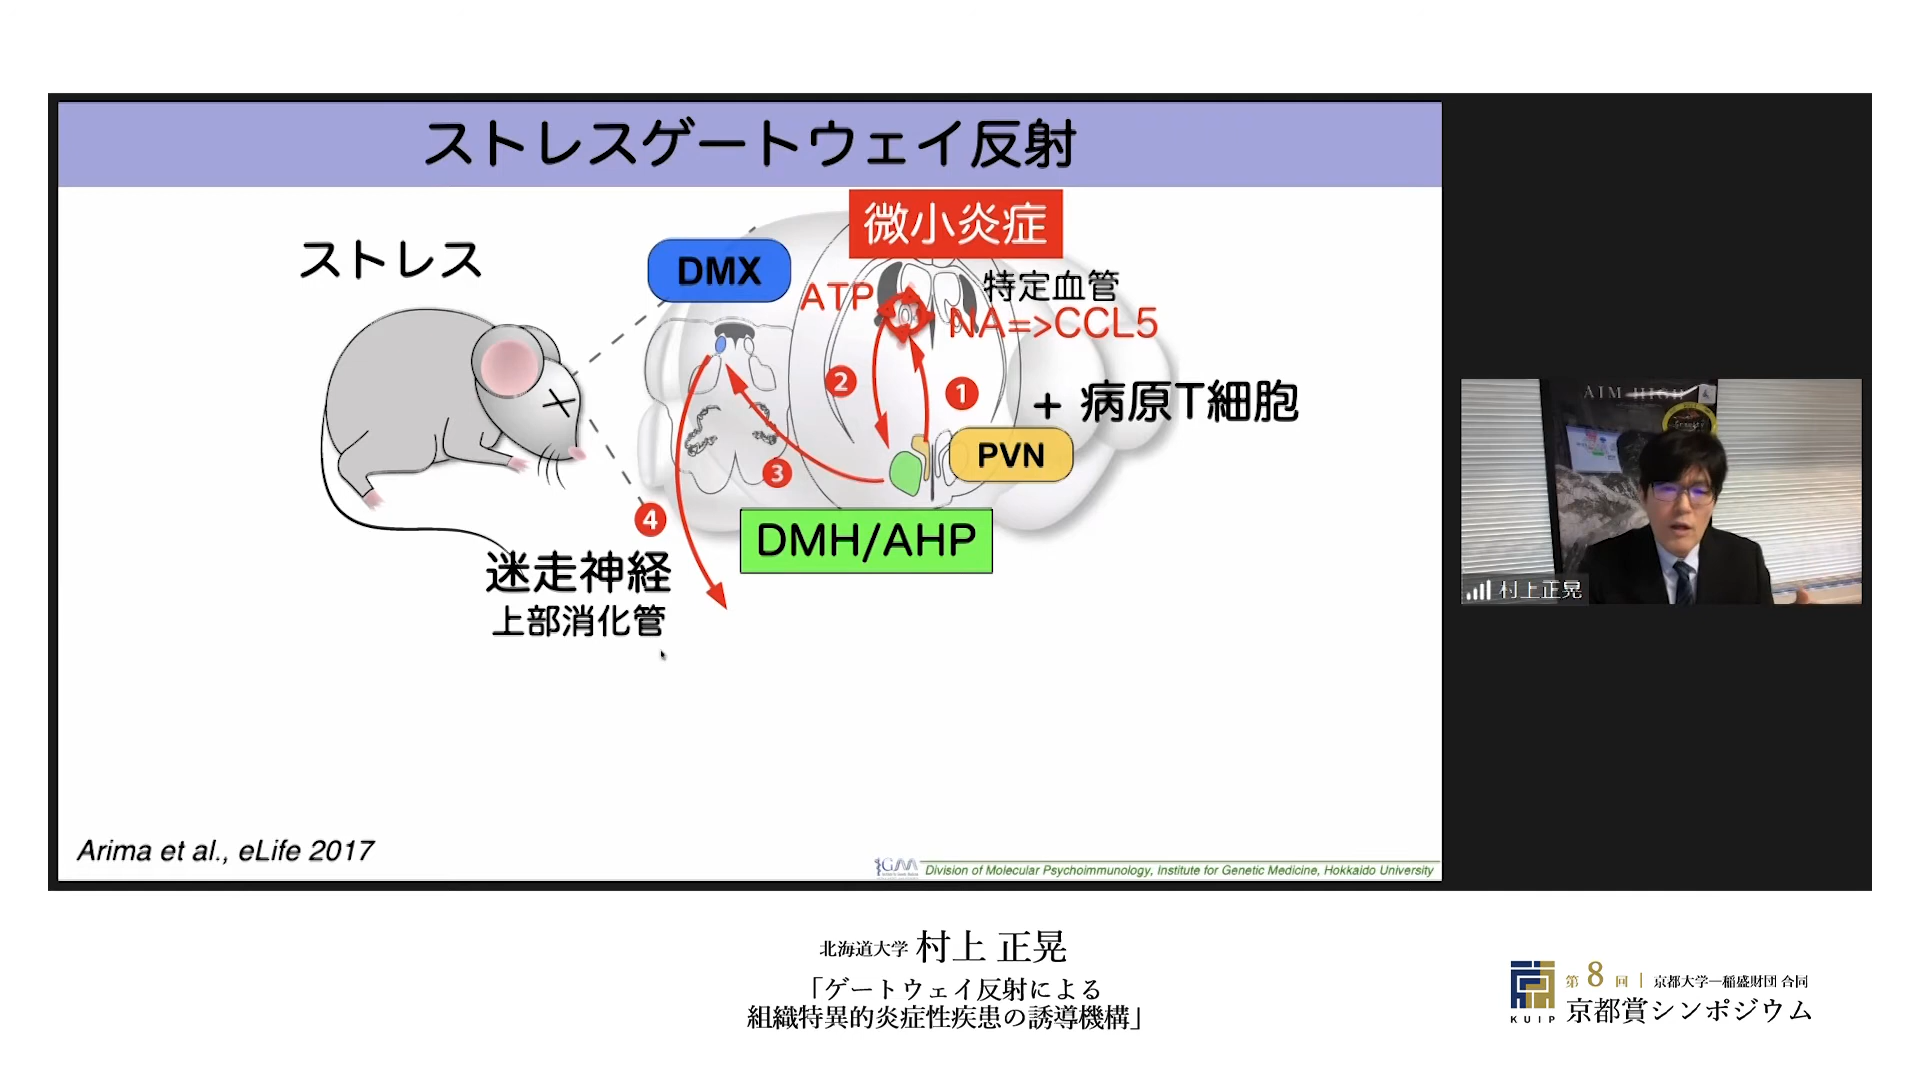 ストレスゲートウェイ反射
微小炎症
ストレス
DMX
ATP
特定血管
NA=>CCL5
2
1
+ 病原T細胞
PVN
3
4
DMH/AHP
迷走神経
上部消化管
Arima et al., eLife 2017
Division of Molecular Psychoimmunology, Institute for Genetic Medicine, Hokkaido University
AIM HIGH
村上正晃
北海道大学 村上 正晃
「ゲートウェイ反射による
組織特異的炎症性疾患の誘導機構」
KUIP
第8回 | 京都大学—稲盛財団 合同
京都賞シンポジウム